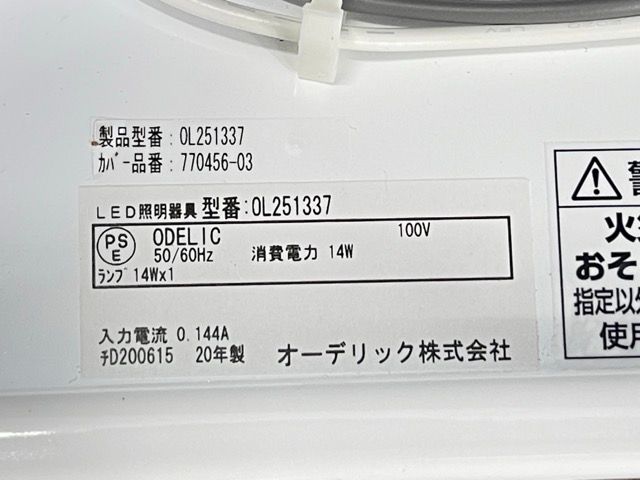 製品型番：OL251337
ｶﾊﾞｰ品番：770456-03
LED照明器具 型番：OL251337
PS
E
ODELIC
100V
50/60Hz
消費電力 14W
ﾗﾝﾌﾟ 14Wx1
入力電流 0.144A
ﾁD200615 20年製
オーデリック株式会社
警
火
おそ
指定以
使用